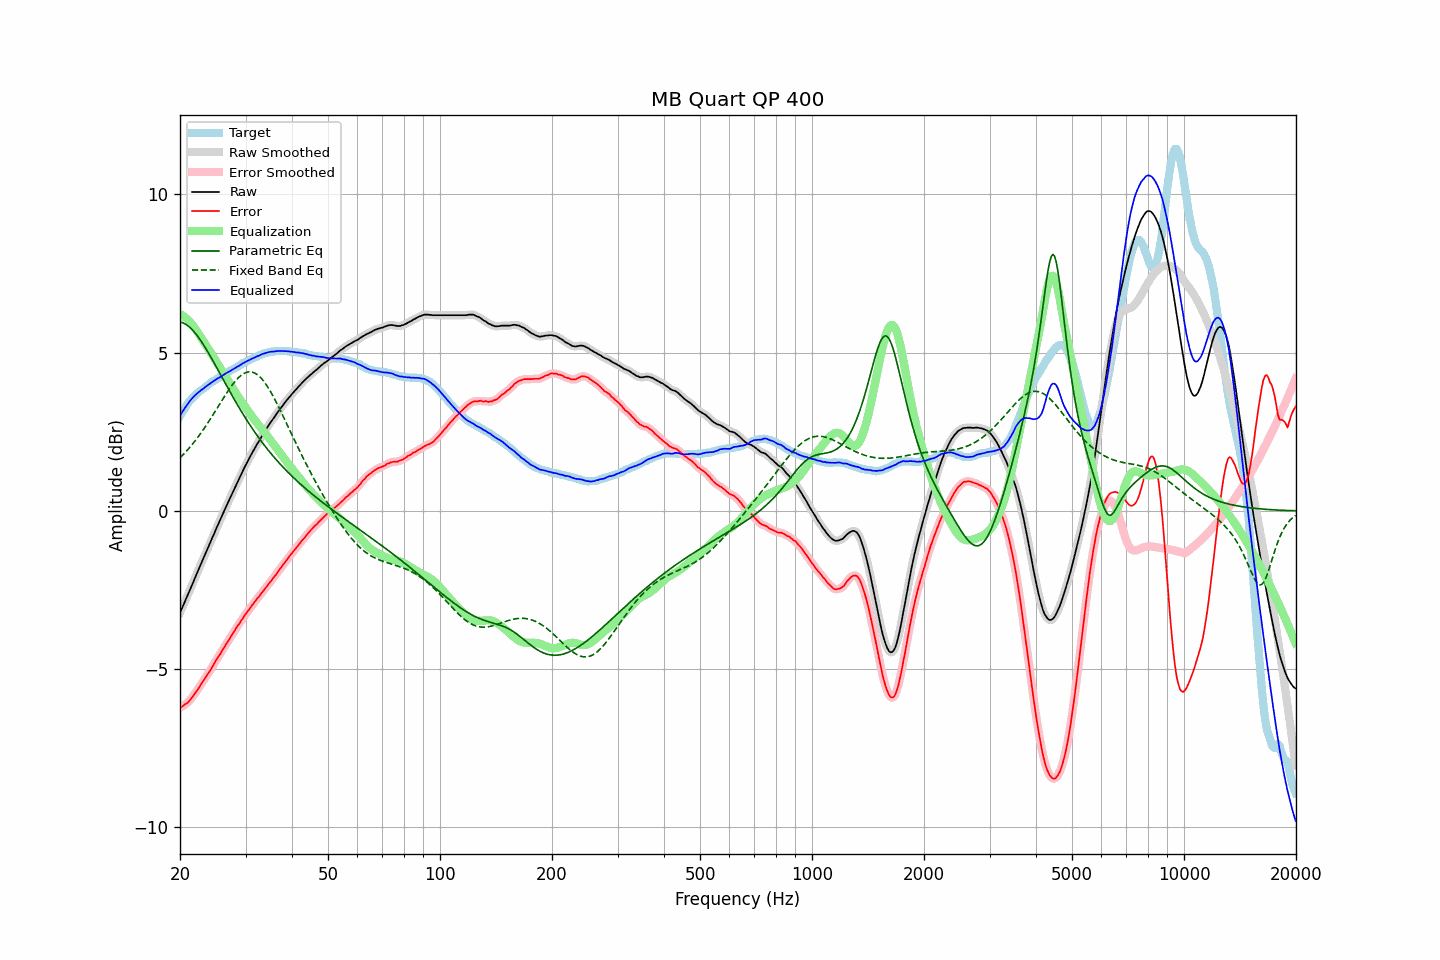 MB Quart QP 400
Target
Raw Smoothed
Error Smoothed
Raw
Error
Equalization
Parametric Eq
Fixed Band Eq
Equalized
10
5
0
−5
−10
Amplitude (dBr)
20
50
100
200
500
1000
2000
5000
10000
20000
Frequency (Hz)